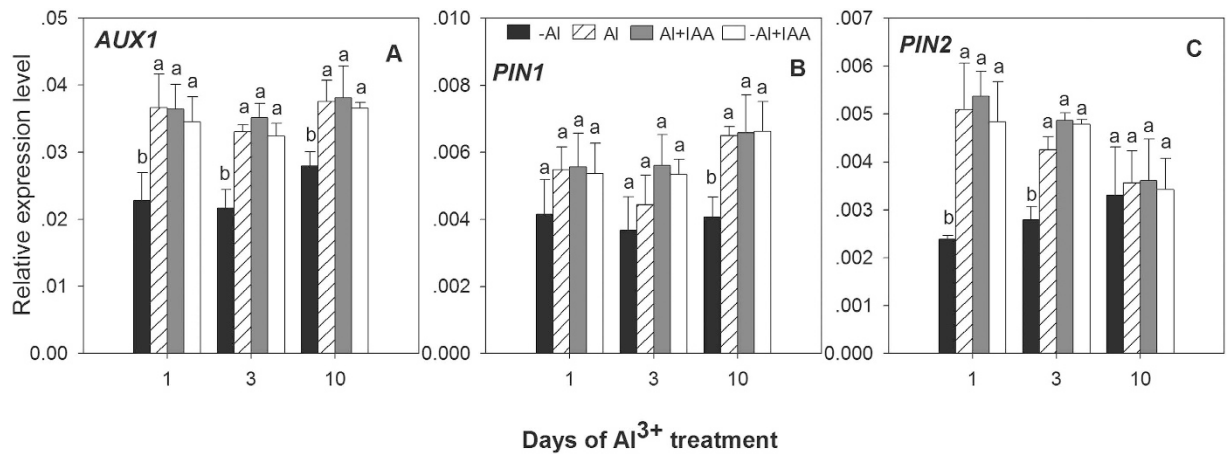 Relative expression level
AUX1
A
.05
.04
.03
.02
.01
0.00
b a a a
b a a a
b a a a
1 3 10
-Al Al Al+IAA -Al+IAA
PIN1
B
.010
.008
.006
.004
.002
0.000
a a a a
a a a a
b a a a
1 3 10
PIN2
C
.007
.006
.005
.004
.003
.002
.001
0.000
b a a a
b a a a
a a a a
1 3 10
Days of Al³⁺ treatment